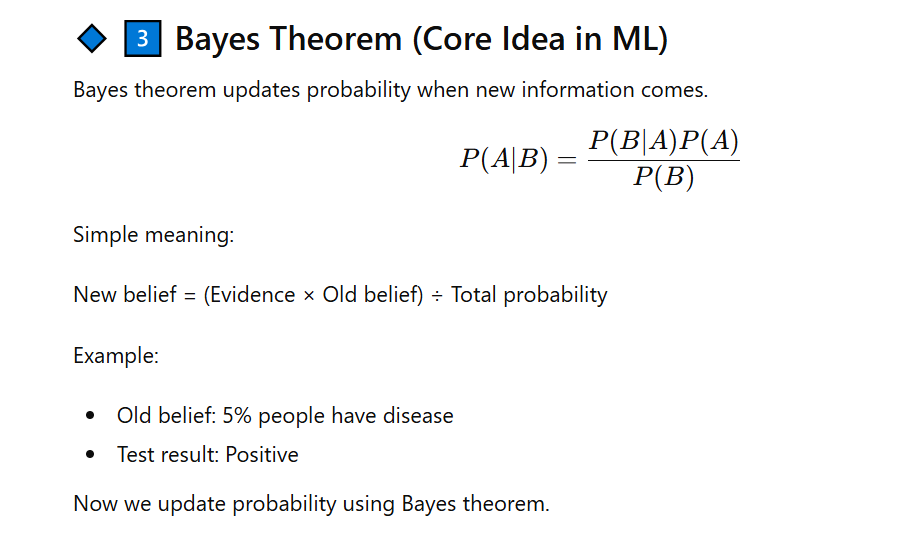 🔷 3️⃣ Bayes Theorem (Core Idea in ML)
Bayes theorem updates probability when new information comes.
P(A|B) = P(B|A)P(A) / P(B)
Simple meaning:
New belief = (Evidence × Old belief) ÷ Total probability
Example:
• Old belief: 5% people have disease
• Test result: Positive
Now we update probability using Bayes theorem.